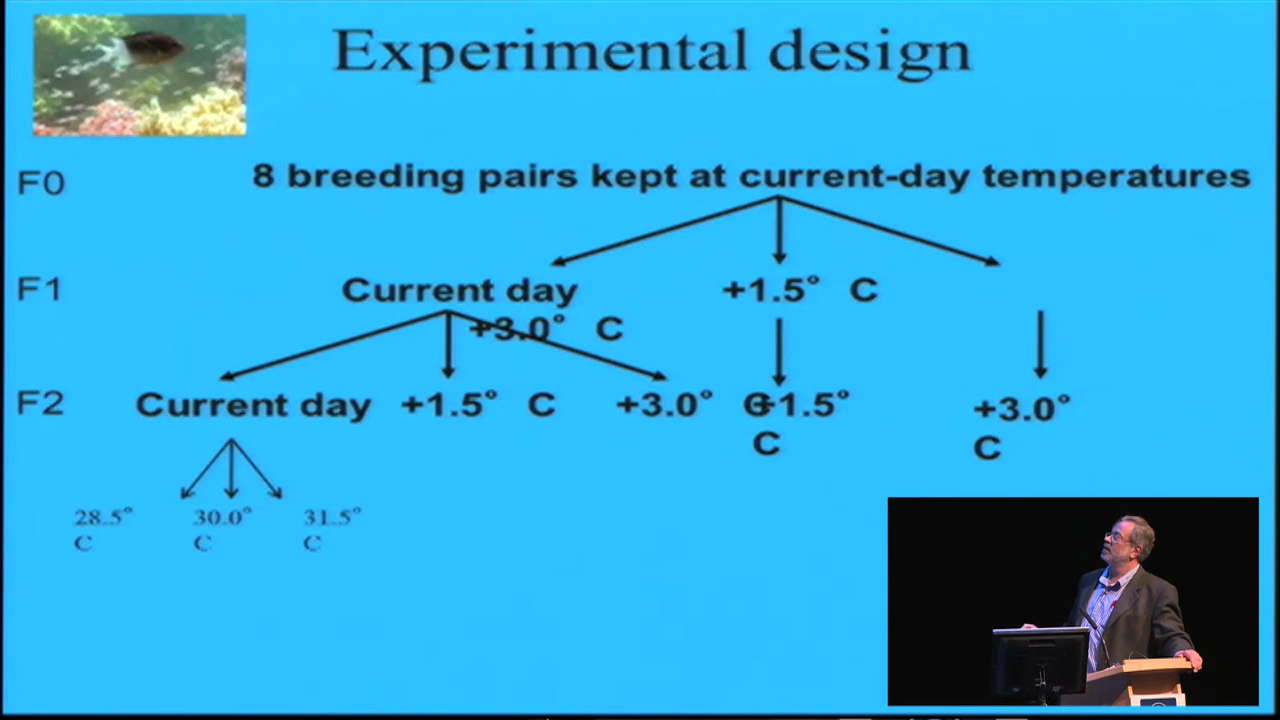 Experimental design
F0 8 breeding pairs kept at current-day temperatures
F1 Current day +1.5° C
+3.0° C
F2 Current day +1.5° C +3.0° C +1.5° C +3.0° C
28.5° C 30.0° C 31.5° C